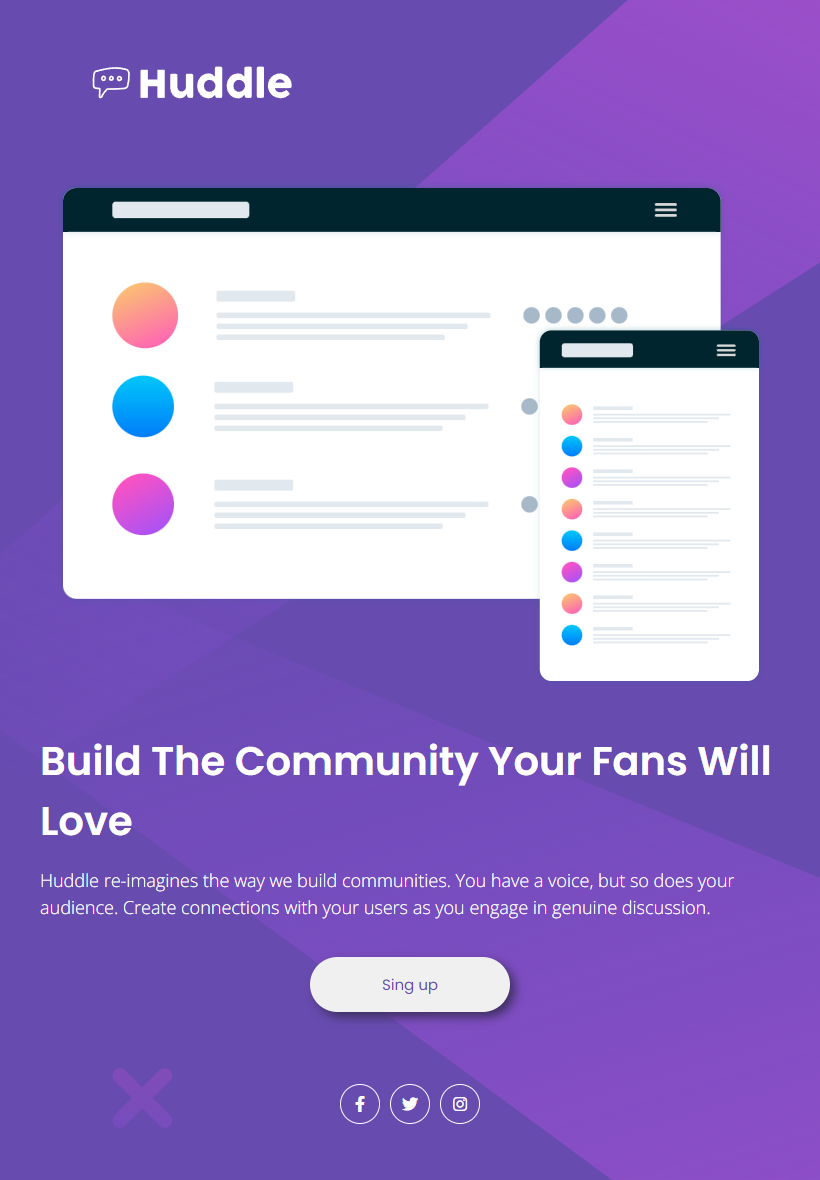 Huddle
Build The Community Your Fans Will
Love
Huddle re-imagines the way we build communities. You have a voice, but so does your
audience. Create connections with your users as you engage in genuine discussion.
Sing up